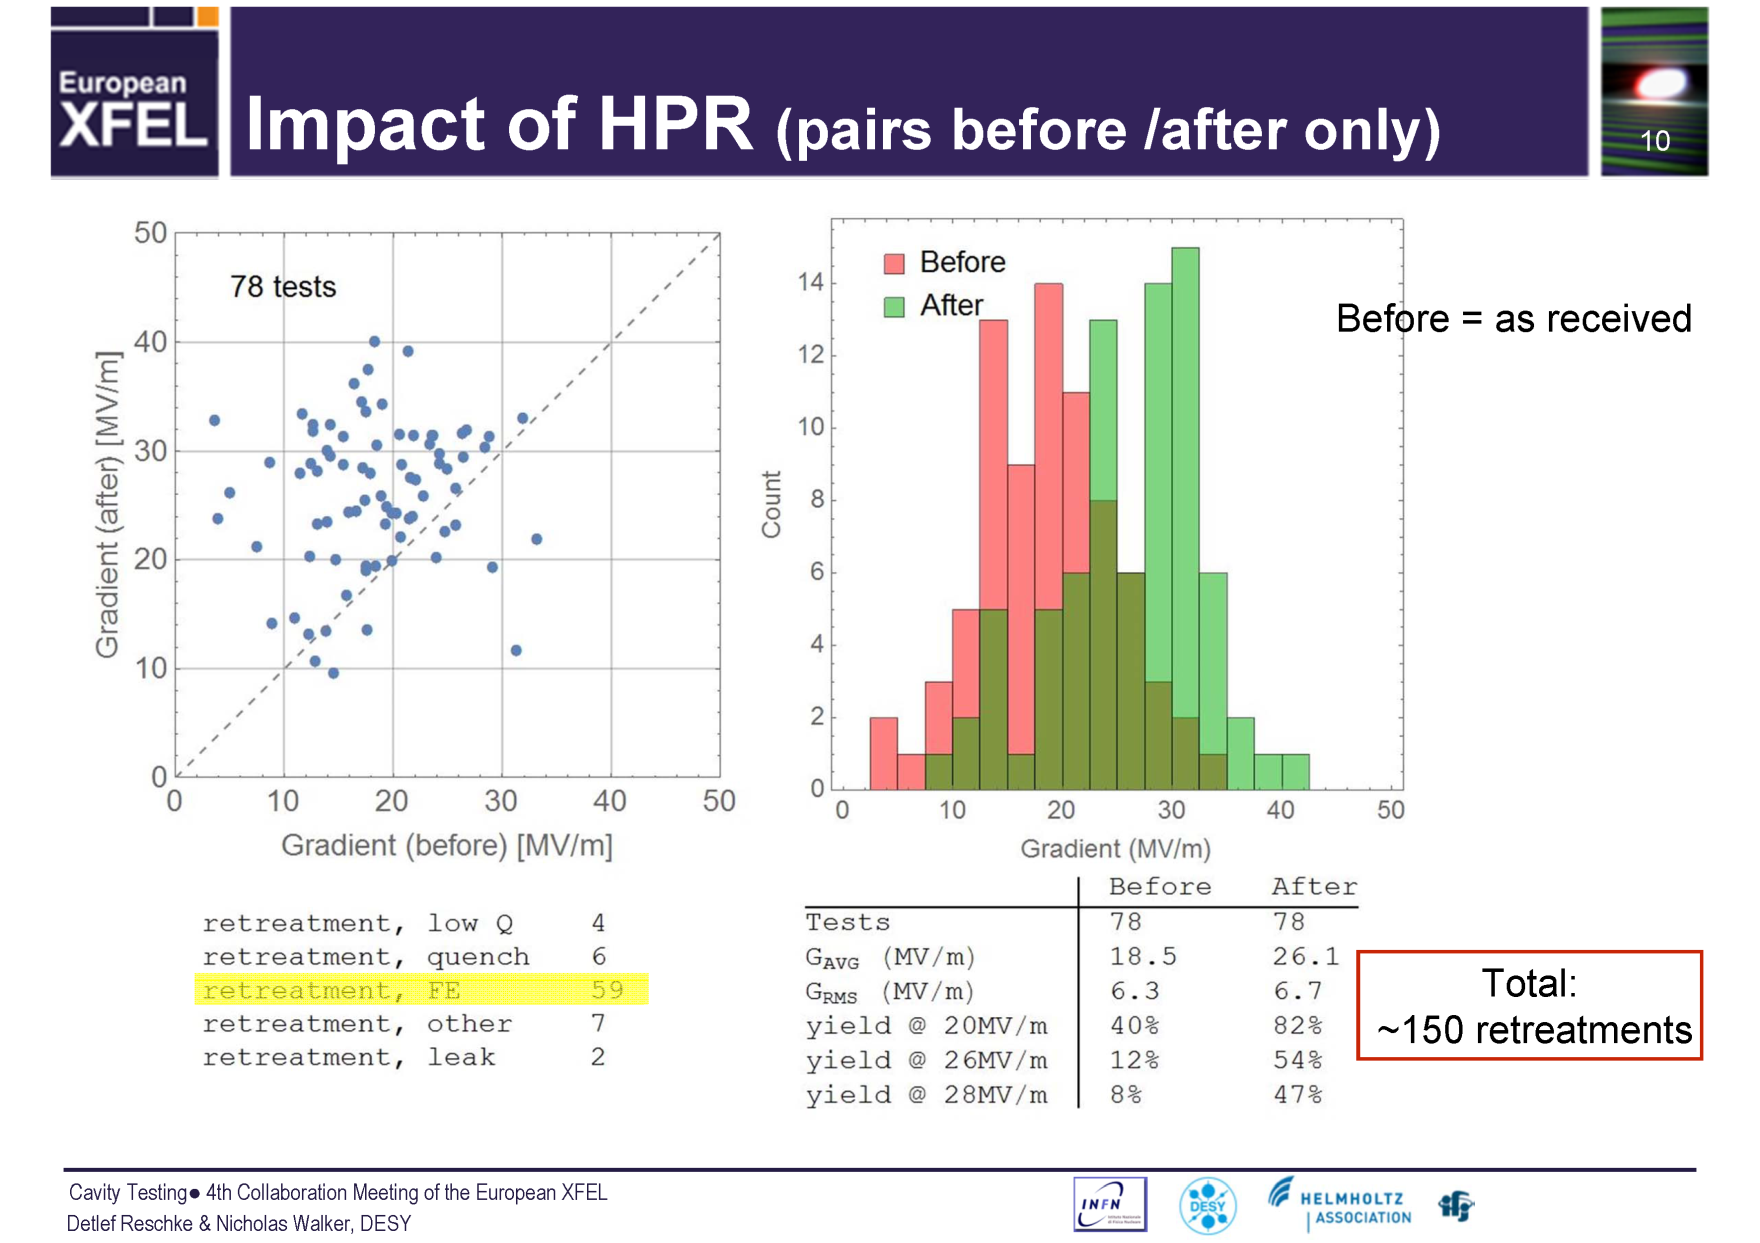 European
XFEL
Impact of HPR (pairs before /after only)
10
50
40
30
20
10
0
78 tests
Gradient (after) [MV/m]
0 10 20 30 40 50
Gradient (before) [MV/m]
14
12
10
8
6
4
2
0
Count
Before
After
0 10 20 30 40 50
Gradient (MV/m)
Before = as received
retreatment, low Q 4
retreatment, quench 6
retreatment, FE 59
retreatment, other 7
retreatment, leak 2
Before After
Tests 78 78
GAVG (MV/m) 18.5 26.1
GRMS (MV/m) 6.3 6.7
yield @ 20MV/m 40% 82%
yield @ 26MV/m 12% 54%
yield @ 28MV/m 8% 47%
Total:
~150 retreatments
Cavity Testing● 4th Collaboration Meeting of the European XFEL
Detlef Reschke & Nicholas Walker, DESY
INFN
DESY
HELMHOLTZ
| ASSOCIATION